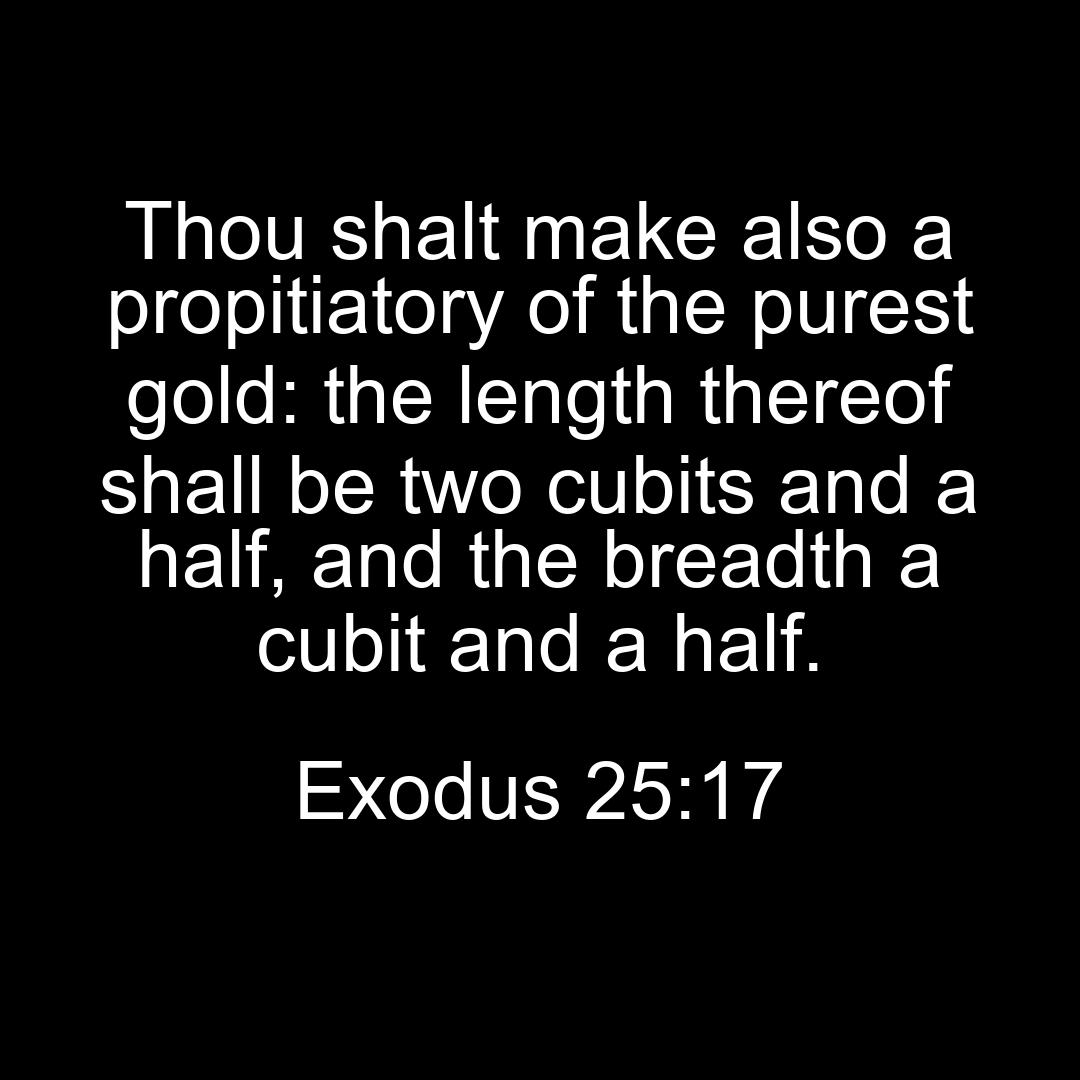 Thou shalt make also a
propitiatory of the purest
gold: the length thereof
shall be two cubits and a
half, and the breadth a
cubit and a half.
Exodus 25:17